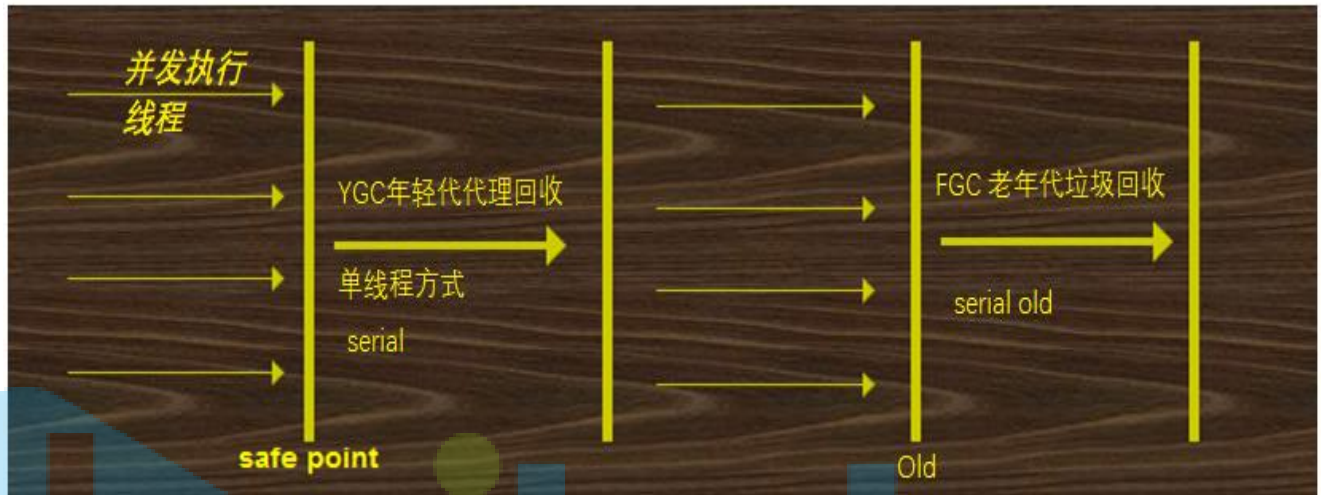 并发执行
线程
YGC年轻代代理回收
单线程方式
serial
safe point
FGC 老年代垃圾回收
serial old
Old